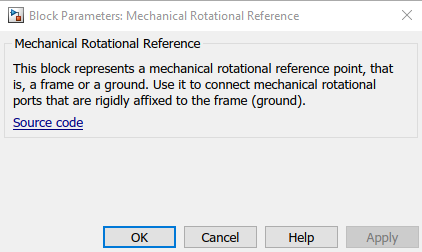 Block Parameters: Mechanical Rotational Reference
Mechanical Rotational Reference
This block represents a mechanical rotational reference point, that
is, a frame or a ground. Use it to connect mechanical rotational
ports that are rigidly affixed to the frame (ground).
Source code
OK Cancel Help Apply